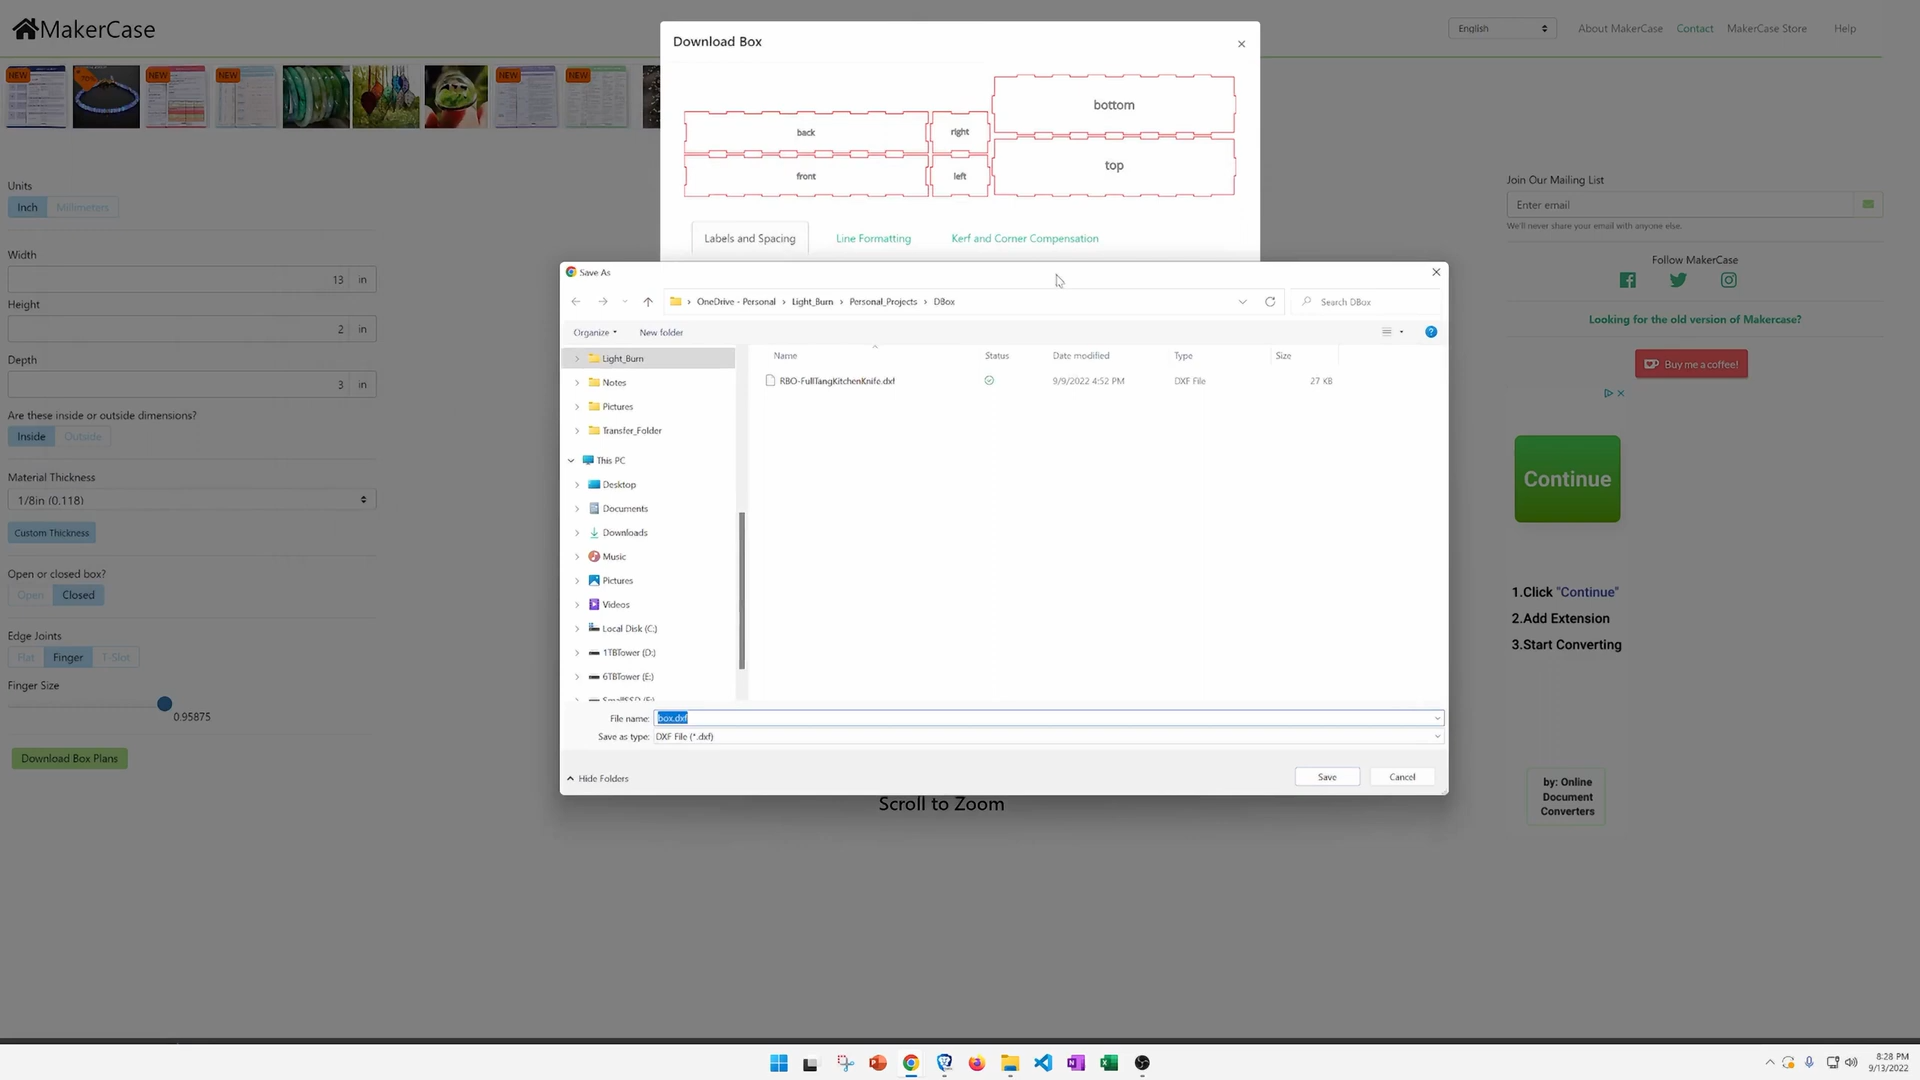 MakerCase
English
About MakerCase
Contact
MakerCase Store
Help
NEW
70%
NEW
NEW
NEW
NEW
Download Box
×
back
right
bottom
front
left
top
Labels and Spacing
Line Formatting
Kerf and Corner Compensation
Units
Inch
Millimeters
Width
13 in
Height
2 in
Depth
3 in
Are these inside or outside dimensions?
Inside
Outside
Material Thickness
1/8in (0.118)
Custom Thickness
Open or closed box?
Open
Closed
Edge Joints
Flat
Finger
T-Slot
Finger Size
0.95875
Download Box Plans
Save As
OneDrive - Personal › Light_Burn › Personal_Projects › DBox
Search DBox
Organize
New folder
Name
Status
Date modified
Type
Size
RBO-FullTangKitchenKnife.dxf
9/9/2022 4:52 PM
DXF File
27 KB
Light_Burn
Notes
Pictures
Transfer_Folder
This PC
Desktop
Documents
Downloads
Music
Pictures
Videos
Local Disk (C:)
1TBTower (D:)
6TBTower (E:)
File name: box.dxf
Save as type: DXF File (*.dxf)
Hide Folders
Save
Cancel
Scroll to Zoom
Join Our Mailing List
Enter email
We'll never share your email with anyone else.
Follow MakerCase
Looking for the old version of Makercase?
Buy me a coffee!
Continue
1.Click "Continue"
2.Add Extension
3.Start Converting
by: Online
Document
Converters
8:28 PM
9/13/2022